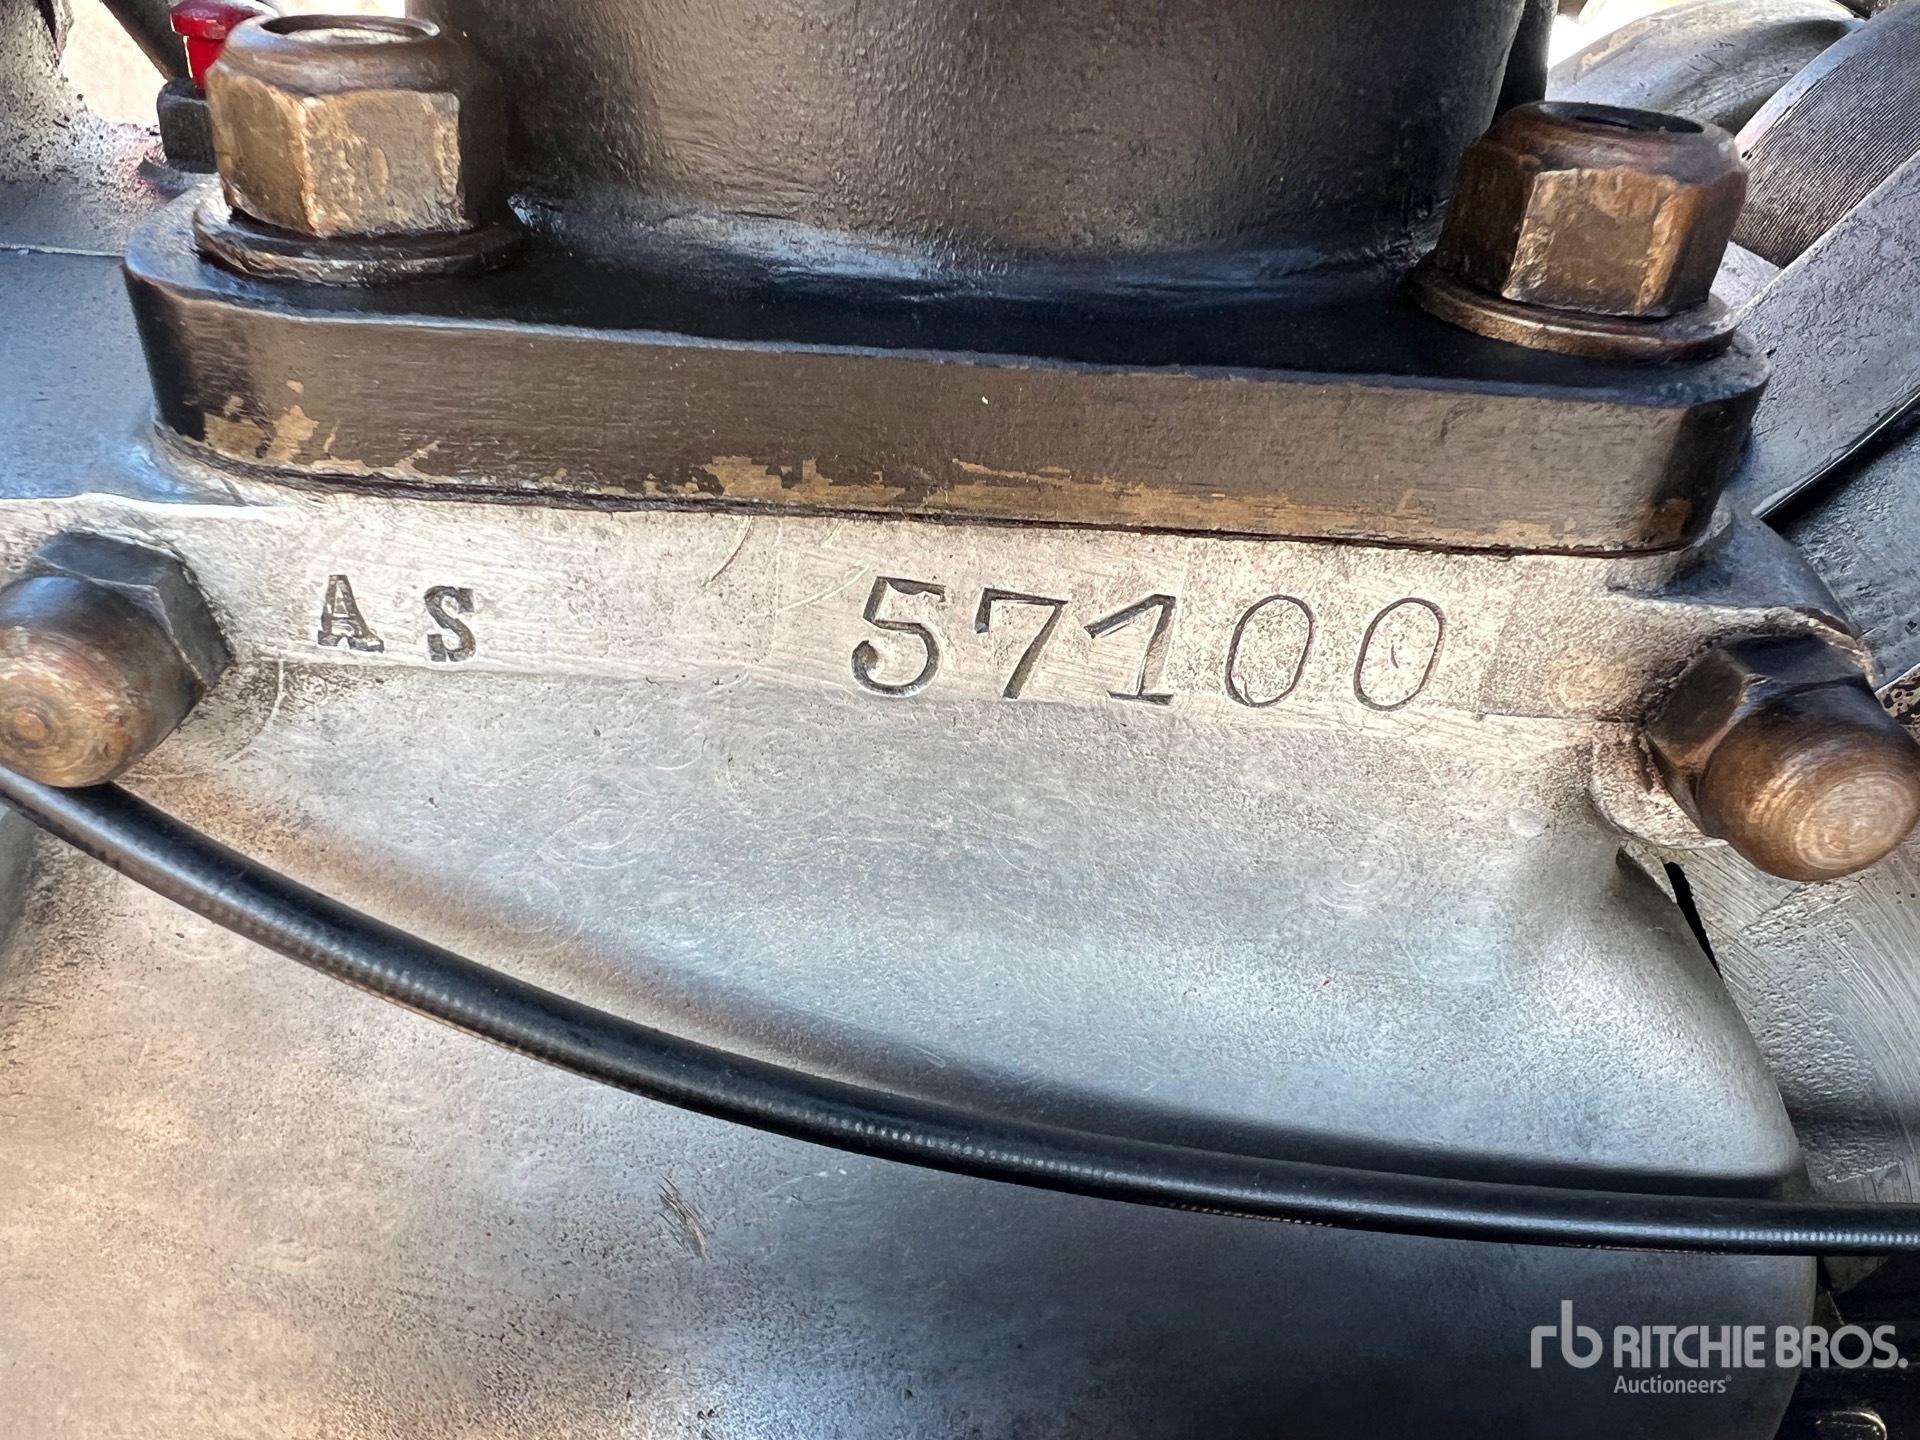 AS 57100
rb RITCHIE BROS.
Auctioneers